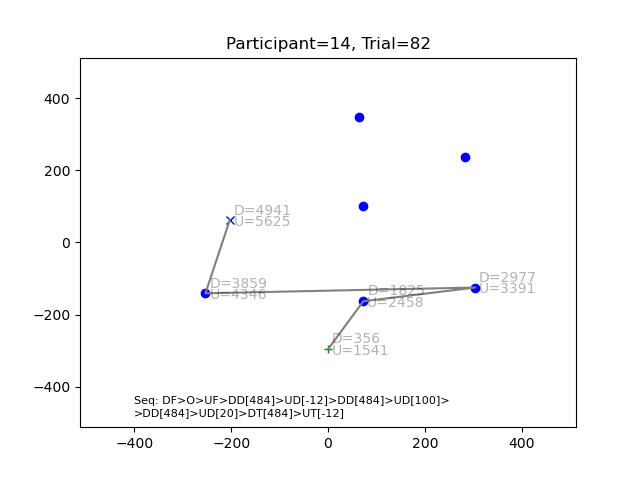 Participant=14, Trial=82
400
200
0
−200
−400
D=4941
U=5625
D=3859
U=4346
D=2977
U=3391
D=1825
U=2458
D=356
U=1541
Seq: DF>O>UF>DD[484]>UD[-12]>DD[484]>UD[100]>
>DD[484]>UD[20]>DT[484]>UT[-12]
−400 −200 0 200 400